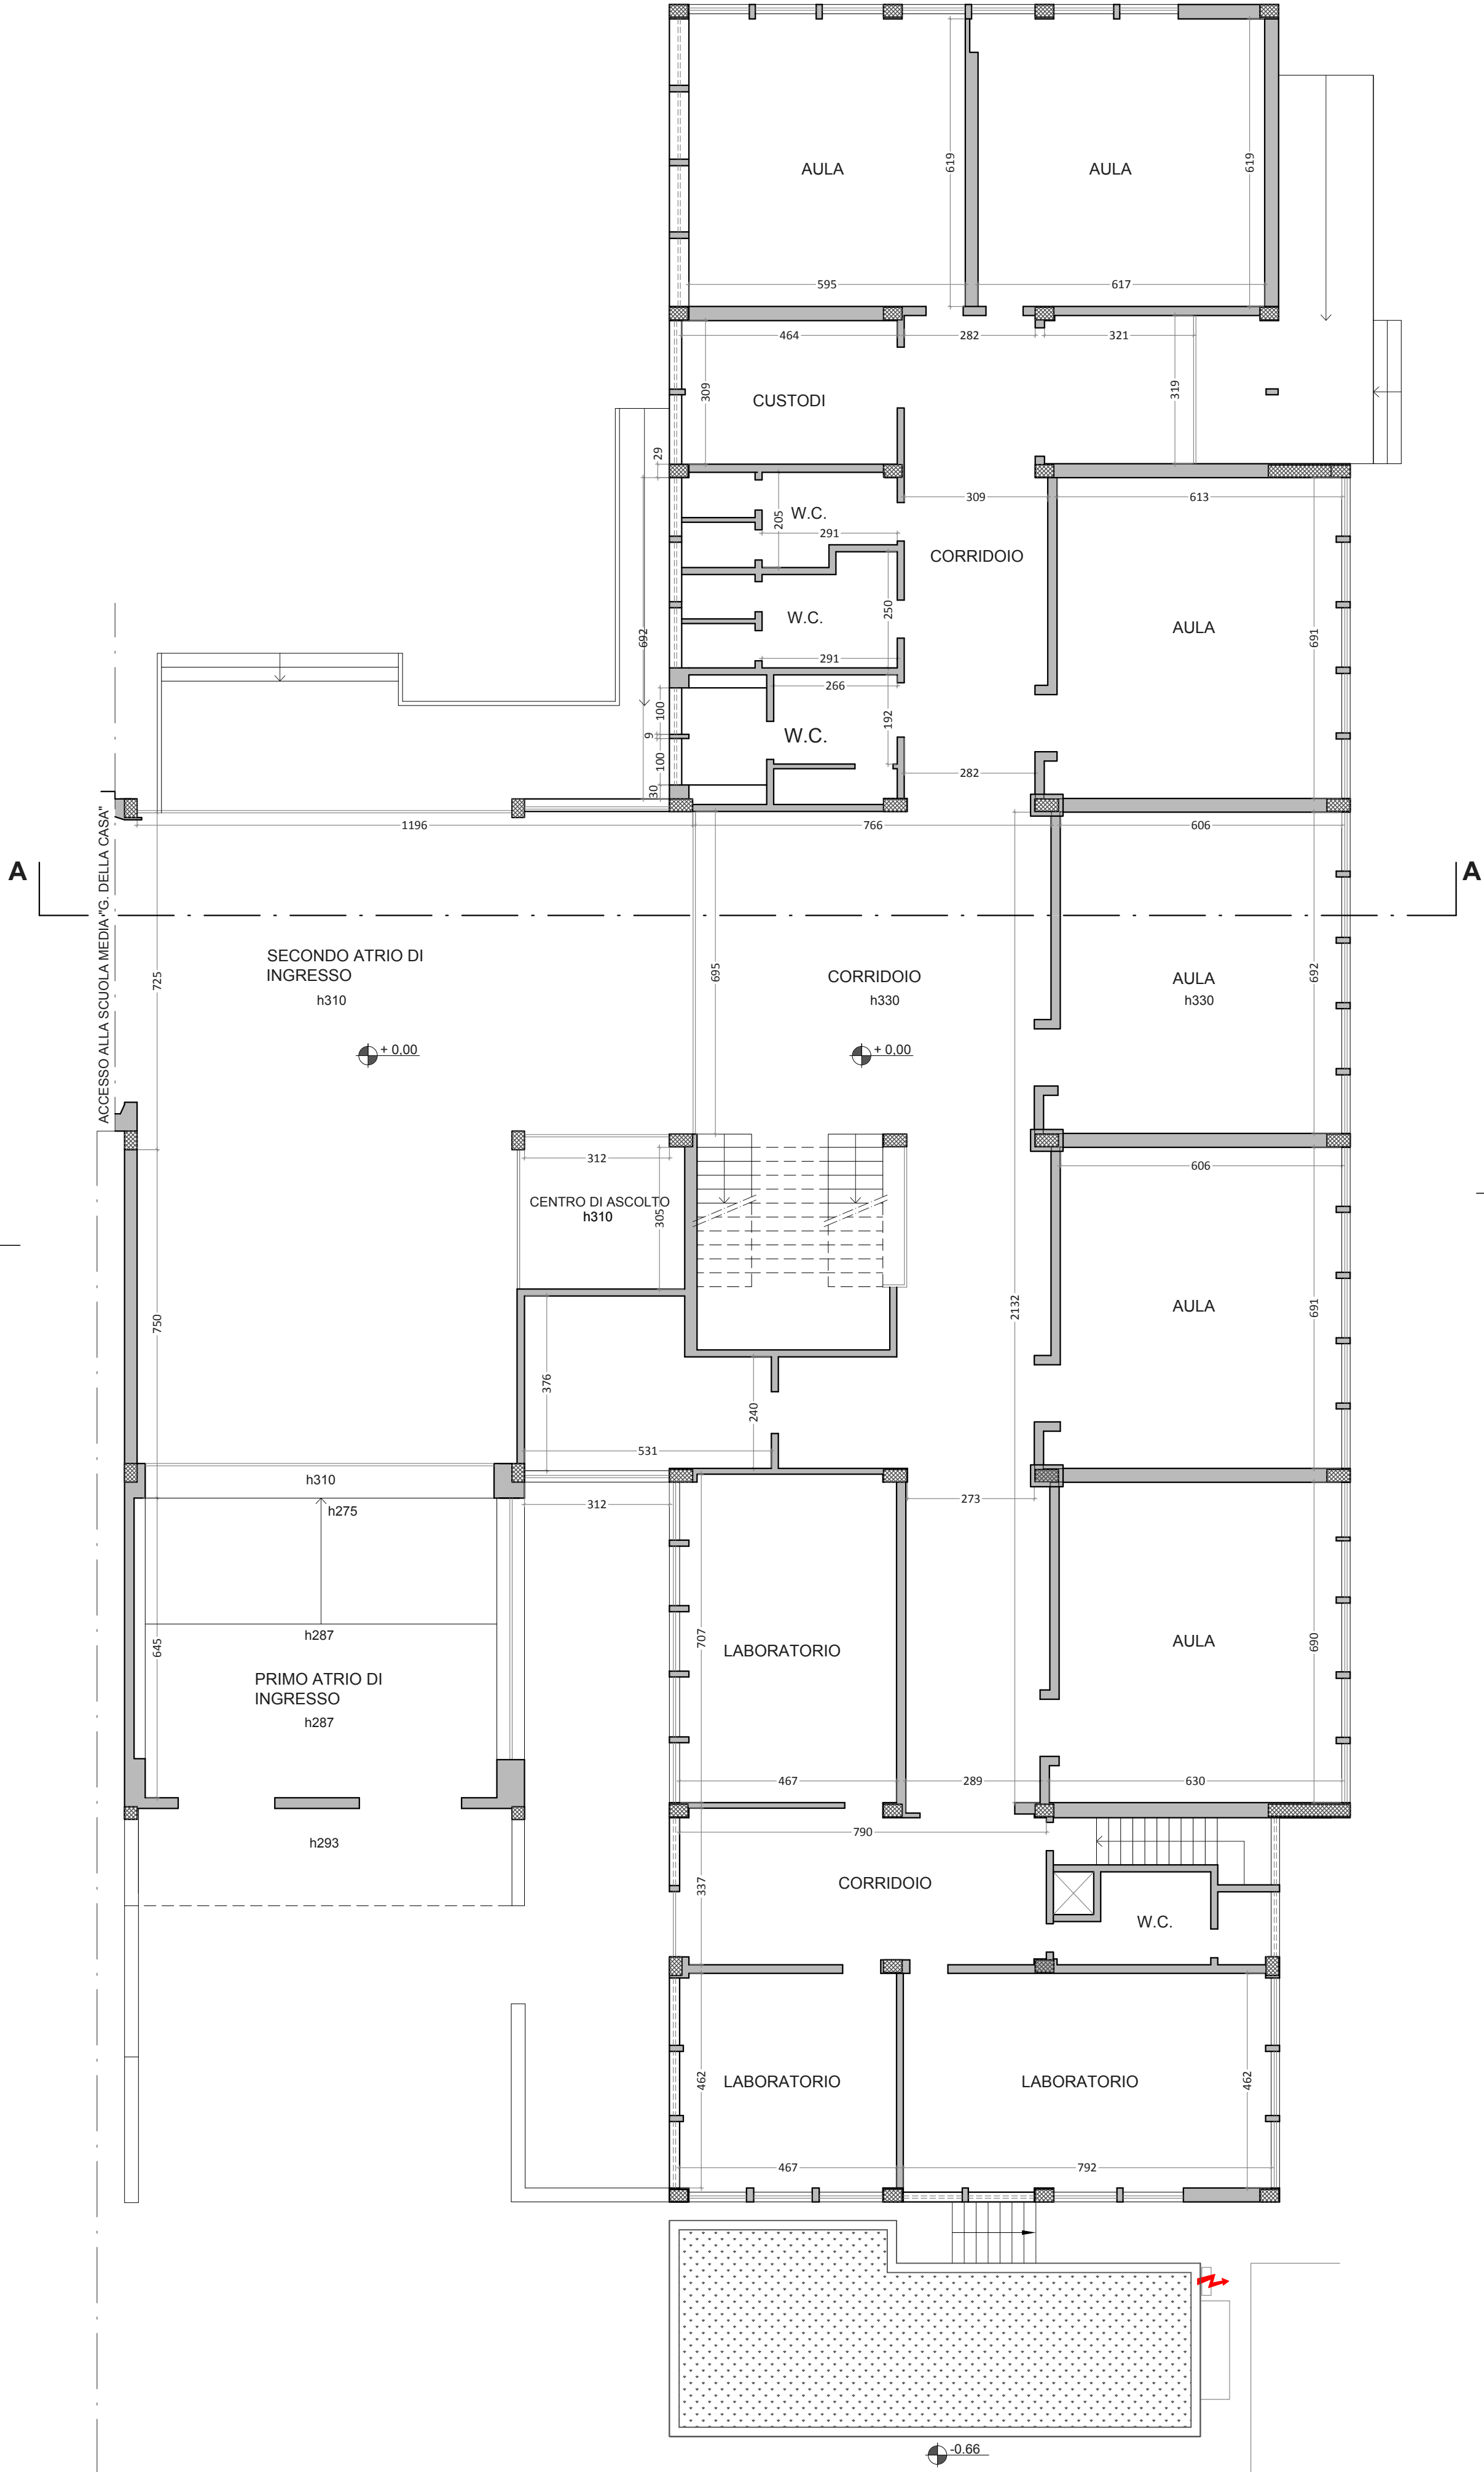 AULA
619
AULA
619
595
617
464
282
321
309
CUSTODI
319
29
309
613
W.C.
205
291
CORRIDOIO
W.C.
250
AULA
692
691
291
266
100
192
W.C.
9
100
282
30
1196
766
606
A
A
ACCESSO ALLA SCUOLA MEDIA "G. DELLA CASA"
SECONDO ATRIO DI
INGRESSO
h310
725
695
CORRIDOIO
h330
AULA
h330
692
+ 0,00
+ 0,00
312
606
CENTRO DI ASCOLTO
h310
305
750
2132
AULA
691
376
240
531
h310
h275
312
273
h287
645
707
LABORATORIO
AULA
690
PRIMO ATRIO DI
INGRESSO
h287
467
289
630
h293
790
337
CORRIDOIO
W.C.
462
LABORATORIO
LABORATORIO
462
467
792
-0.66